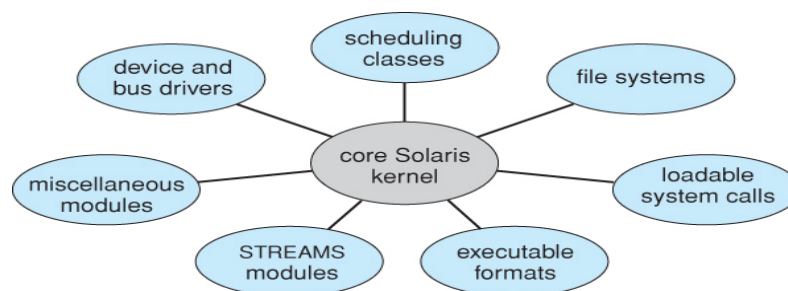 scheduling
classes
device and
bus drivers
file systems
core Solaris
kernel
miscellaneous
modules
loadable
system calls
STREAMS
modules
executable
formats